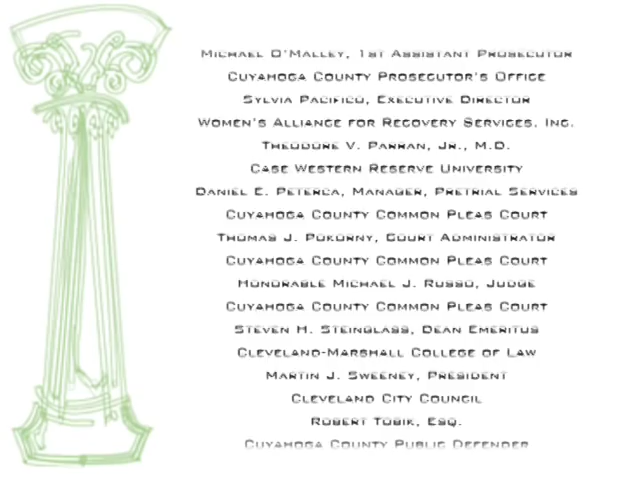 MICHAEL O'MALLEY, 1ST ASSISTANT PROSECUTOR
CUYAHOGA COUNTY PROSECUTOR'S OFFICE
SYLVIA PACIFICO, EXECUTIVE DIRECTOR
WOMEN'S ALLIANCE FOR RECOVERY SERVICES, INC.
THEODORE V. PARRAN, JR., M.D.
CASE WESTERN RESERVE UNIVERSITY
DANIEL E. PETERCA, MANAGER, PRETRIAL SERVICES
CUYAHOGA COUNTY COMMON PLEAS COURT
THOMAS J. POKORNY, COURT ADMINISTRATOR
CUYAHOGA COUNTY COMMON PLEAS COURT
HONORABLE MICHAEL J. RUSSO, JUDGE
CUYAHOGA COUNTY COMMON PLEAS COURT
STEVEN H. STEINGLASS, DEAN EMERITUS
CLEVELAND-MARSHALL COLLEGE OF LAW
MARTIN J. SWEENEY, PRESIDENT
CLEVELAND CITY COUNCIL
ROBERT TOBIK, ESQ.
CUYAHOGA COUNTY PUBLIC DEFENDER